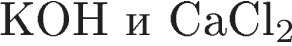 KOH и CaCl₂